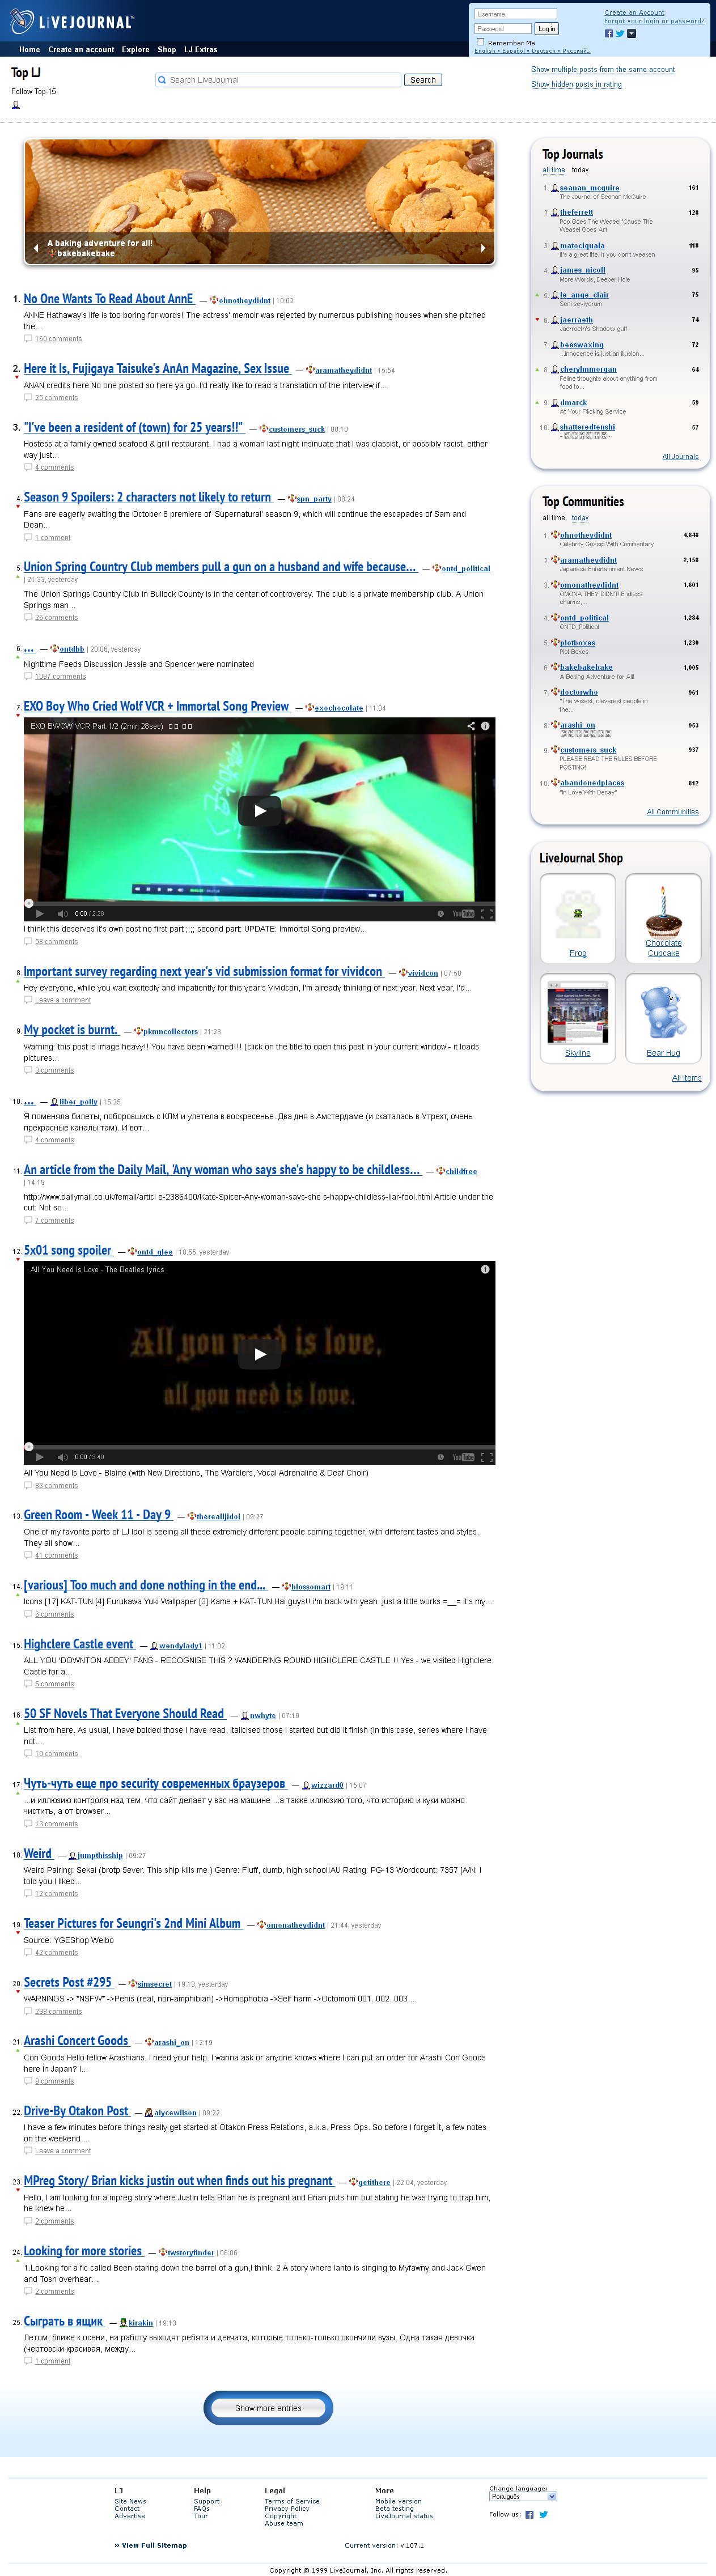 LIVEJOURNAL™
Username
Password
Log in
Remember Me
English • Español • Deutsch • Русский…
Create an Account
Forgot your login or password?
Home Create an account Explore Shop LJ Extras
Top LJ
Follow Top-15
Search LiveJournal
Search
Show multiple posts from the same account
Show hidden posts in rating
A baking adventure for all!
bakebakebake
1. No One Wants To Read About AnnE — ohnotheydidnt | 10:02
ANNE Hathaway's life is too boring for words! The actress' memoir was rejected by numerous publishing houses when he pitched
the...
160 comments
2. Here it Is, Fujigaya Taisuke's AnAn Magazine, Sex Issue — aramatheydidnt | 15:54
ANAN credits here No one posted so here ya go..I'd really like to read a translation of the interview if...
25 comments
3. "I've been a resident of (town) for 25 years!!" — customers_suck | 00:10
Hostess at a family owned seafood & grill restaurant. I had a woman last night insinuate that I was classist, or possibly racist, either
way just...
4 comments
4. Season 9 Spoilers: 2 characters not likely to return — spn_party | 08:24
Fans are eagerly awaiting the October 8 premiere of 'Supernatural' season 9, which will continue the escapades of Sam and
Dean...
1 comment
5. Union Spring Country Club members pull a gun on a husband and wife because... — ontd_political
| 21:33, yesterday
The Union Springs Country Club in Bullock County is in the center of controversy. The club is a private membership club. A Union
Springs man...
26 comments
6. ... — ontdbb | 20:06, yesterday
Nighttime Feeds Discussion Jessie and Spencer were nominated
1097 comments
7. EXO Boy Who Cried Wolf VCR + Immortal Song Preview — exochocolate | 11:34
EXO BWCW VCR Part.1/2 (2min 28sec)
0:00 / 2:28
YouTube
I think this deserves it's own post no first part ;;;; second part: UPDATE: Immortal Song preview...
58 comments
8. Important survey regarding next year's vid submission format for vividcon — vividcon | 07:50
Hey everyone, while you wait excitedly and impatiently for this year's Vividcon, I'm already thinking of next year. Next year, I'd...
Leave a comment
9. My pocket is burnt. — pkmncollectors | 21:28
Warning: this post is image heavy!! You have been warned!!! (click on the title to open this post in your current window - it loads
pictures...
3 comments
10. ... — liber_polly | 15:25
Я поменяла билеты, поборовшись с КЛМ и улетела в воскресенье. Два дня в Амстердаме (и скаталась в Утрехт, очень
прекрасные каналы там). И вот...
4 comments
11. An article from the Daily Mail, 'Any woman who says she's happy to be childless... — childfree
| 14:19
http://www.dailymail.co.uk/femail/articl e-2386400/Kate-Spicer-Any-woman-says-she s-happy-childless-liar-fool.html Article under the
cut: Not so...
7 comments
12. 5x01 song spoiler — ontd_glee | 18:55, yesterday
All You Need Is Love - The Beatles lyrics
All you need is love,
all you need is love.
0:00 / 3:40
YouTube
All You Need Is Love - Blaine (with New Directions, The Warblers, Vocal Adrenaline & Deaf Choir)
83 comments
13. Green Room - Week 11 - Day 9 — therealljidol | 09:27
One of my favorite parts of LJ Idol is seeing all these extremely different people coming together, with different tastes and styles.
They all show...
41 comments
14. [various] Too much and done nothing in the end... — blossomart | 19:11
Icons [17] KAT-TUN [4] Furukawa Yuki Wallpaper [3] Kame + KAT-TUN Hai guys!! i'm back with yeah..just a little works =__= it's my...
6 comments
15. Highclere Castle event — wendylady1 | 11:02
ALL YOU 'DOWNTON ABBEY' FANS - RECOGNISE THIS ? WANDERING ROUND HIGHCLERE CASTLE !! Yes - we visited Highclere
Castle for a...
5 comments
16. 50 SF Novels That Everyone Should Read — nwhyte | 07:19
List from here. As usual, I have bolded those I have read, italicised those I started but did it finish (in this case, series where I have
not...
10 comments
17. Чуть-чуть еще про security современных браузеров — wizzard0 | 15:07
...и иллюзию контроля над тем, что сайт делает у вас на машине ...а также иллюзию того, что историю и куки можно
чистить, а от browser...
13 comments
18. Weird — jumpthisship | 09:27
Weird Pairing: Sekai (brotp 5ever. This ship kills me.) Genre: Fluff, dumb, high school!AU Rating: PG-13 Wordcount: 7357 [A/N: I
told you I liked...
12 comments
19. Teaser Pictures for Seungri's 2nd Mini Album — omonatheydidnt | 21:44, yesterday
Source: YGEShop Weibo
42 comments
20. Secrets Post #295 — simsecret | 19:13, yesterday
WARNINGS -> *NSFW* ->Penis (real, non-amphibian) ->Homophobia ->Self harm ->Octomom 001. 002. 003....
298 comments
21. Arashi Concert Goods — arashi_on | 12:19
Con Goods Hello fellow Arashians, I need your help. I wanna ask or anyone knows where I can put an order for Arashi Con Goods
here in Japan? I...
9 comments
22. Drive-By Otakon Post — alycewilson | 09:22
I have a few minutes before things really get started at Otakon Press Relations, a.k.a. Press Ops. So before I forget it, a few notes
on the weekend...
Leave a comment
23. MPreg Story/ Brian kicks justin out when finds out his pregnant — getithere | 22:04, yesterday
Hello, I am looking for a mpreg story where Justin tells Brian he is pregnant and Brian puts him out stating he was trying to trap him,
he knew he...
2 comments
24. Looking for more stories — twstoryfinder | 06:06
1.Looking for a fic called Been staring down the barrel of a gun,I think. 2.A story where Ianto is singing to Myfawny and Jack Gwen
and Tosh overhear...
2 comments
25. Сыграть в ящик — kirakin | 19:13
Летом, ближе к осени, на работу выходят ребята и девчата, которые только-только окончили вузы. Одна такая девочка
(чертовски красивая, между...
1 comment
Show more entries
Top Journals
all time today
1. seanan_mcguire 161
The Journal of Seanan McGuire
2. theferrett 128
Pop Goes The Weasel 'Cause The
Weasel Goes Art
3. matociquala 118
it's a great life, if you don't weaken
4. james_nicoll 95
More Words, Deeper Hole
5. le_ange_clair 75
Seni seviyorum
6. jaerraeth 74
Jaerraeth's Shadow gulf
7. beeswaxing 72
...innocence is just an illusion...
8. cherylmmorgan 64
Feline thoughts about anything from
food to...
9. dmarck 59
At Your F$cking Service
10. shatteredtenshi 57
All Journals
Top Communities
all time today
1. ohnotheydidnt 4,848
Celebrity Gossip With Commentary
2. aramatheydidnt 2,158
Japanese Entertainment News
3. omonatheydidnt 1,601
OMONA THEY DIDN'T! Endless
charms,...
4. ontd_political 1,284
ONTD_Political
5. plotboxes 1,230
Plot Boxes
6. bakebakebake 1,005
A Baking Adventure for All!
7. doctorwho 961
"The wisest, cleverest people in
the...
8. arashi_on 953
9. customers_suck 937
PLEASE READ THE RULES BEFORE
POSTING!
10. abandonedplaces 812
"In Love With Decay"
All Communities
LiveJournal Shop
Frog
Chocolate
Cupcake
Skyline
Bear Hug
All items
LJ
Site News
Contact
Advertise
Help
Support
FAQs
Tour
Legal
Terms of Service
Privacy Policy
Copyright
Abuse team
More
Mobile version
Beta testing
LiveJournal status
Change language:
Português
Follow us:
» View Full Sitemap
Current version: v.107.1
Copyright © 1999 LiveJournal, Inc. All rights reserved.